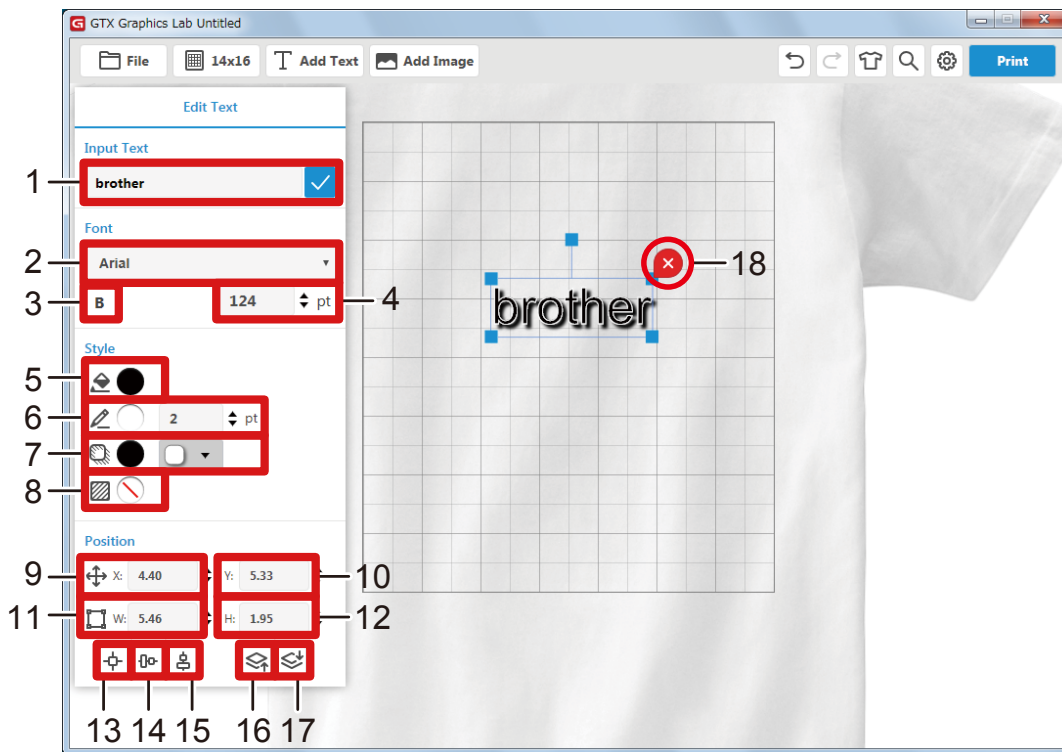 GTX Graphics Lab Untitled
File 14x16 Add Text Add Image Print
Edit Text
Input Text
1 brother
Font
2 Arial
18
3 B 124 pt 4
brother
Style
5
6 2 pt
7
8
Position
9 X: 4.40 Y: 5.33 10
11 W: 5.46 H: 1.95 12
13 14 15 16 17